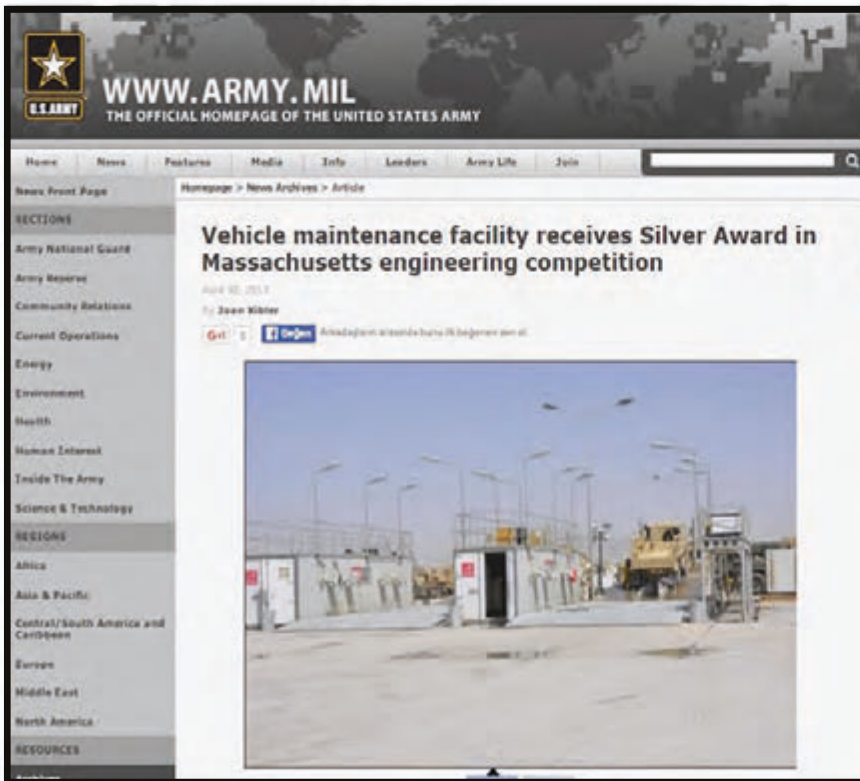 U.S.ARMY
WWW.ARMY.MIL
THE OFFICIAL HOMEPAGE OF THE UNITED STATES ARMY
Home News Features Media Info Leaders Army Life Join
News Front Page
Homepage > News Archives > Article
SECTIONS
Army National Guard
Army Reserve
Community Relations
Current Operations
Energy
Environment
Health
Human Interest
Inside The Army
Science & Technology
REGIONS
Africa
Asia & Pacific
Central/South America and
Caribbean
Europe
Middle East
North America
RESOURCES
Archives
Vehicle maintenance facility receives Silver Award in
Massachusetts engineering competition
By Joan Kibler
Beğen